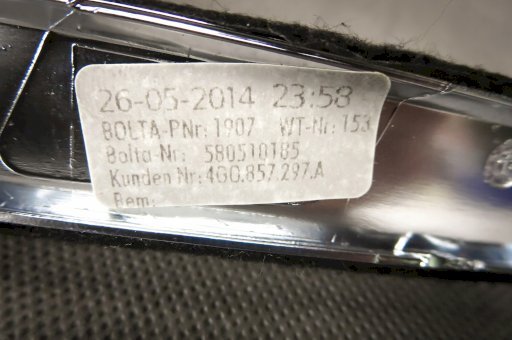 26-05-2014 23:58
BOLTA-PNr: 1907 WT-Nr: 153
Bolta-Nr: 580510185
Kunden Nr: 4G0.857.297.A
Bem: